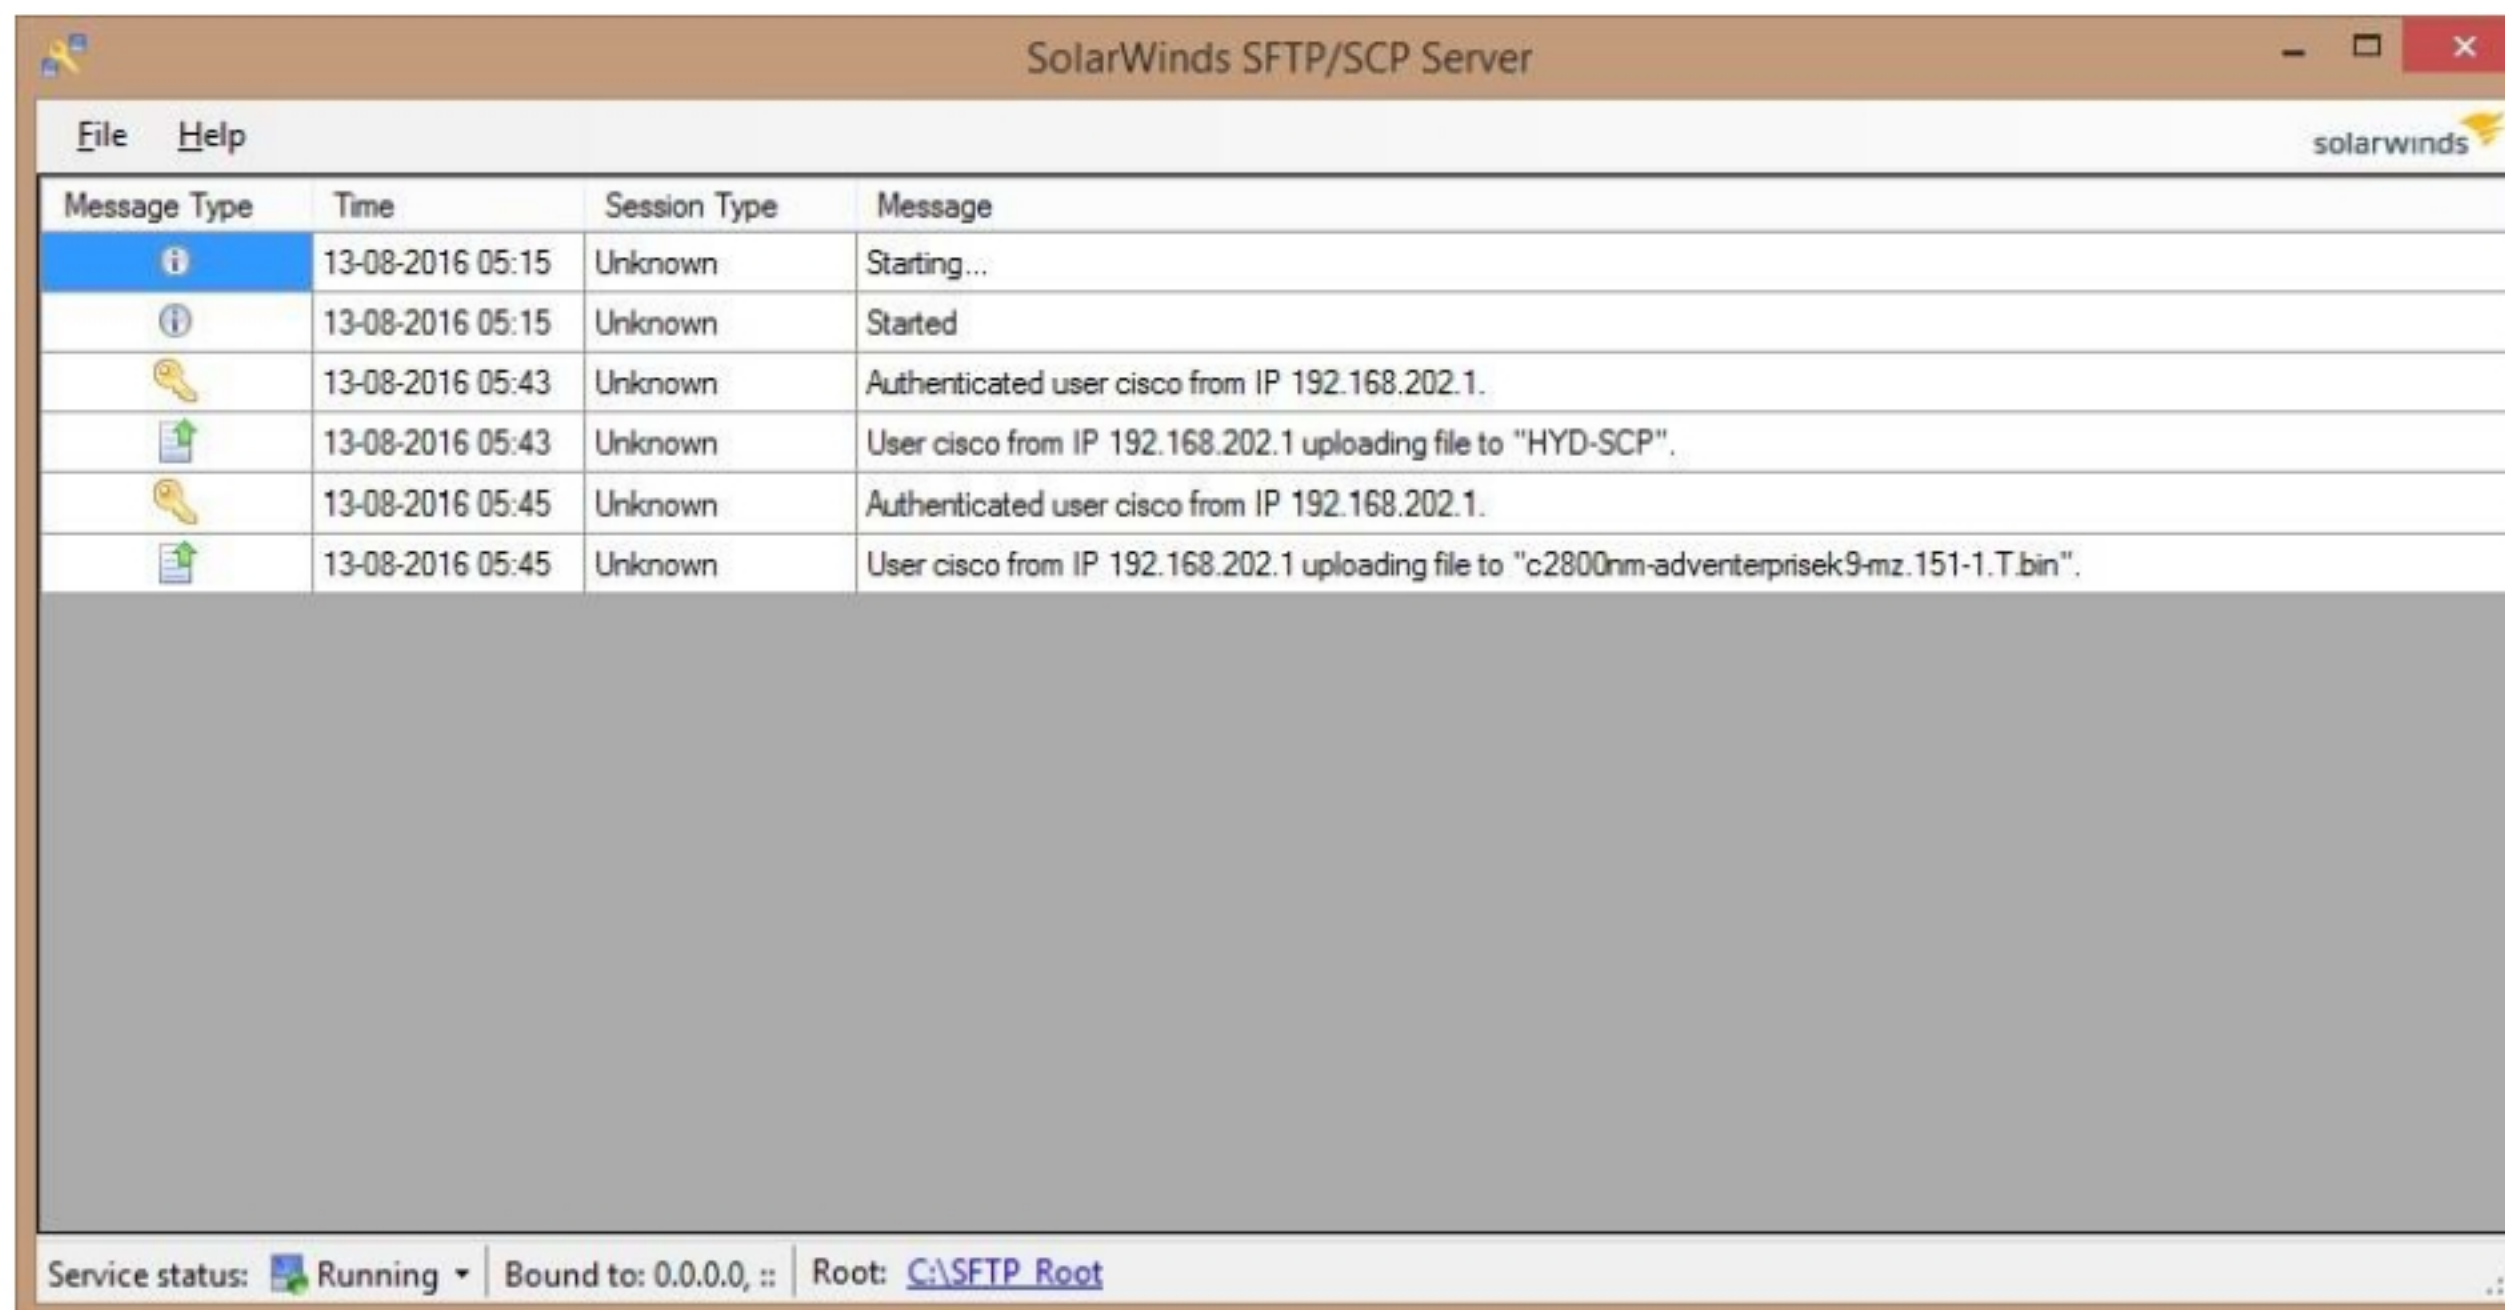 SolarWinds SFTP/SCP Server
File Help
solarwinds
Message Type Time Session Type Message
13-08-2016 05:15 Unknown Starting...
13-08-2016 05:15 Unknown Started
13-08-2016 05:43 Unknown Authenticated user cisco from IP 192.168.202.1.
13-08-2016 05:43 Unknown User cisco from IP 192.168.202.1 uploading file to "HYD-SCP".
13-08-2016 05:45 Unknown Authenticated user cisco from IP 192.168.202.1.
13-08-2016 05:45 Unknown User cisco from IP 192.168.202.1 uploading file to "c2800nm-adventerprisek9-mz.151-1.T.bin".
Service status: Running Bound to: 0.0.0.0, :: Root: C:\SFTP_Root